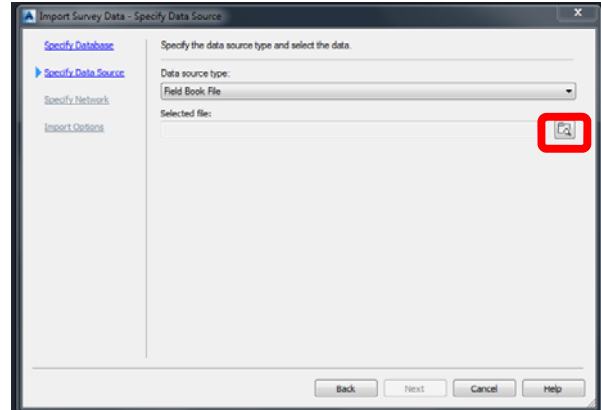 Import Survey Data - Specify Data Source
X
Specify Database
Specify Data Source
Specify Network
Import Options
Specify the data source type and select the data.
Data source type:
Field Book File
Selected file:
Back
Next
Cancel
Help